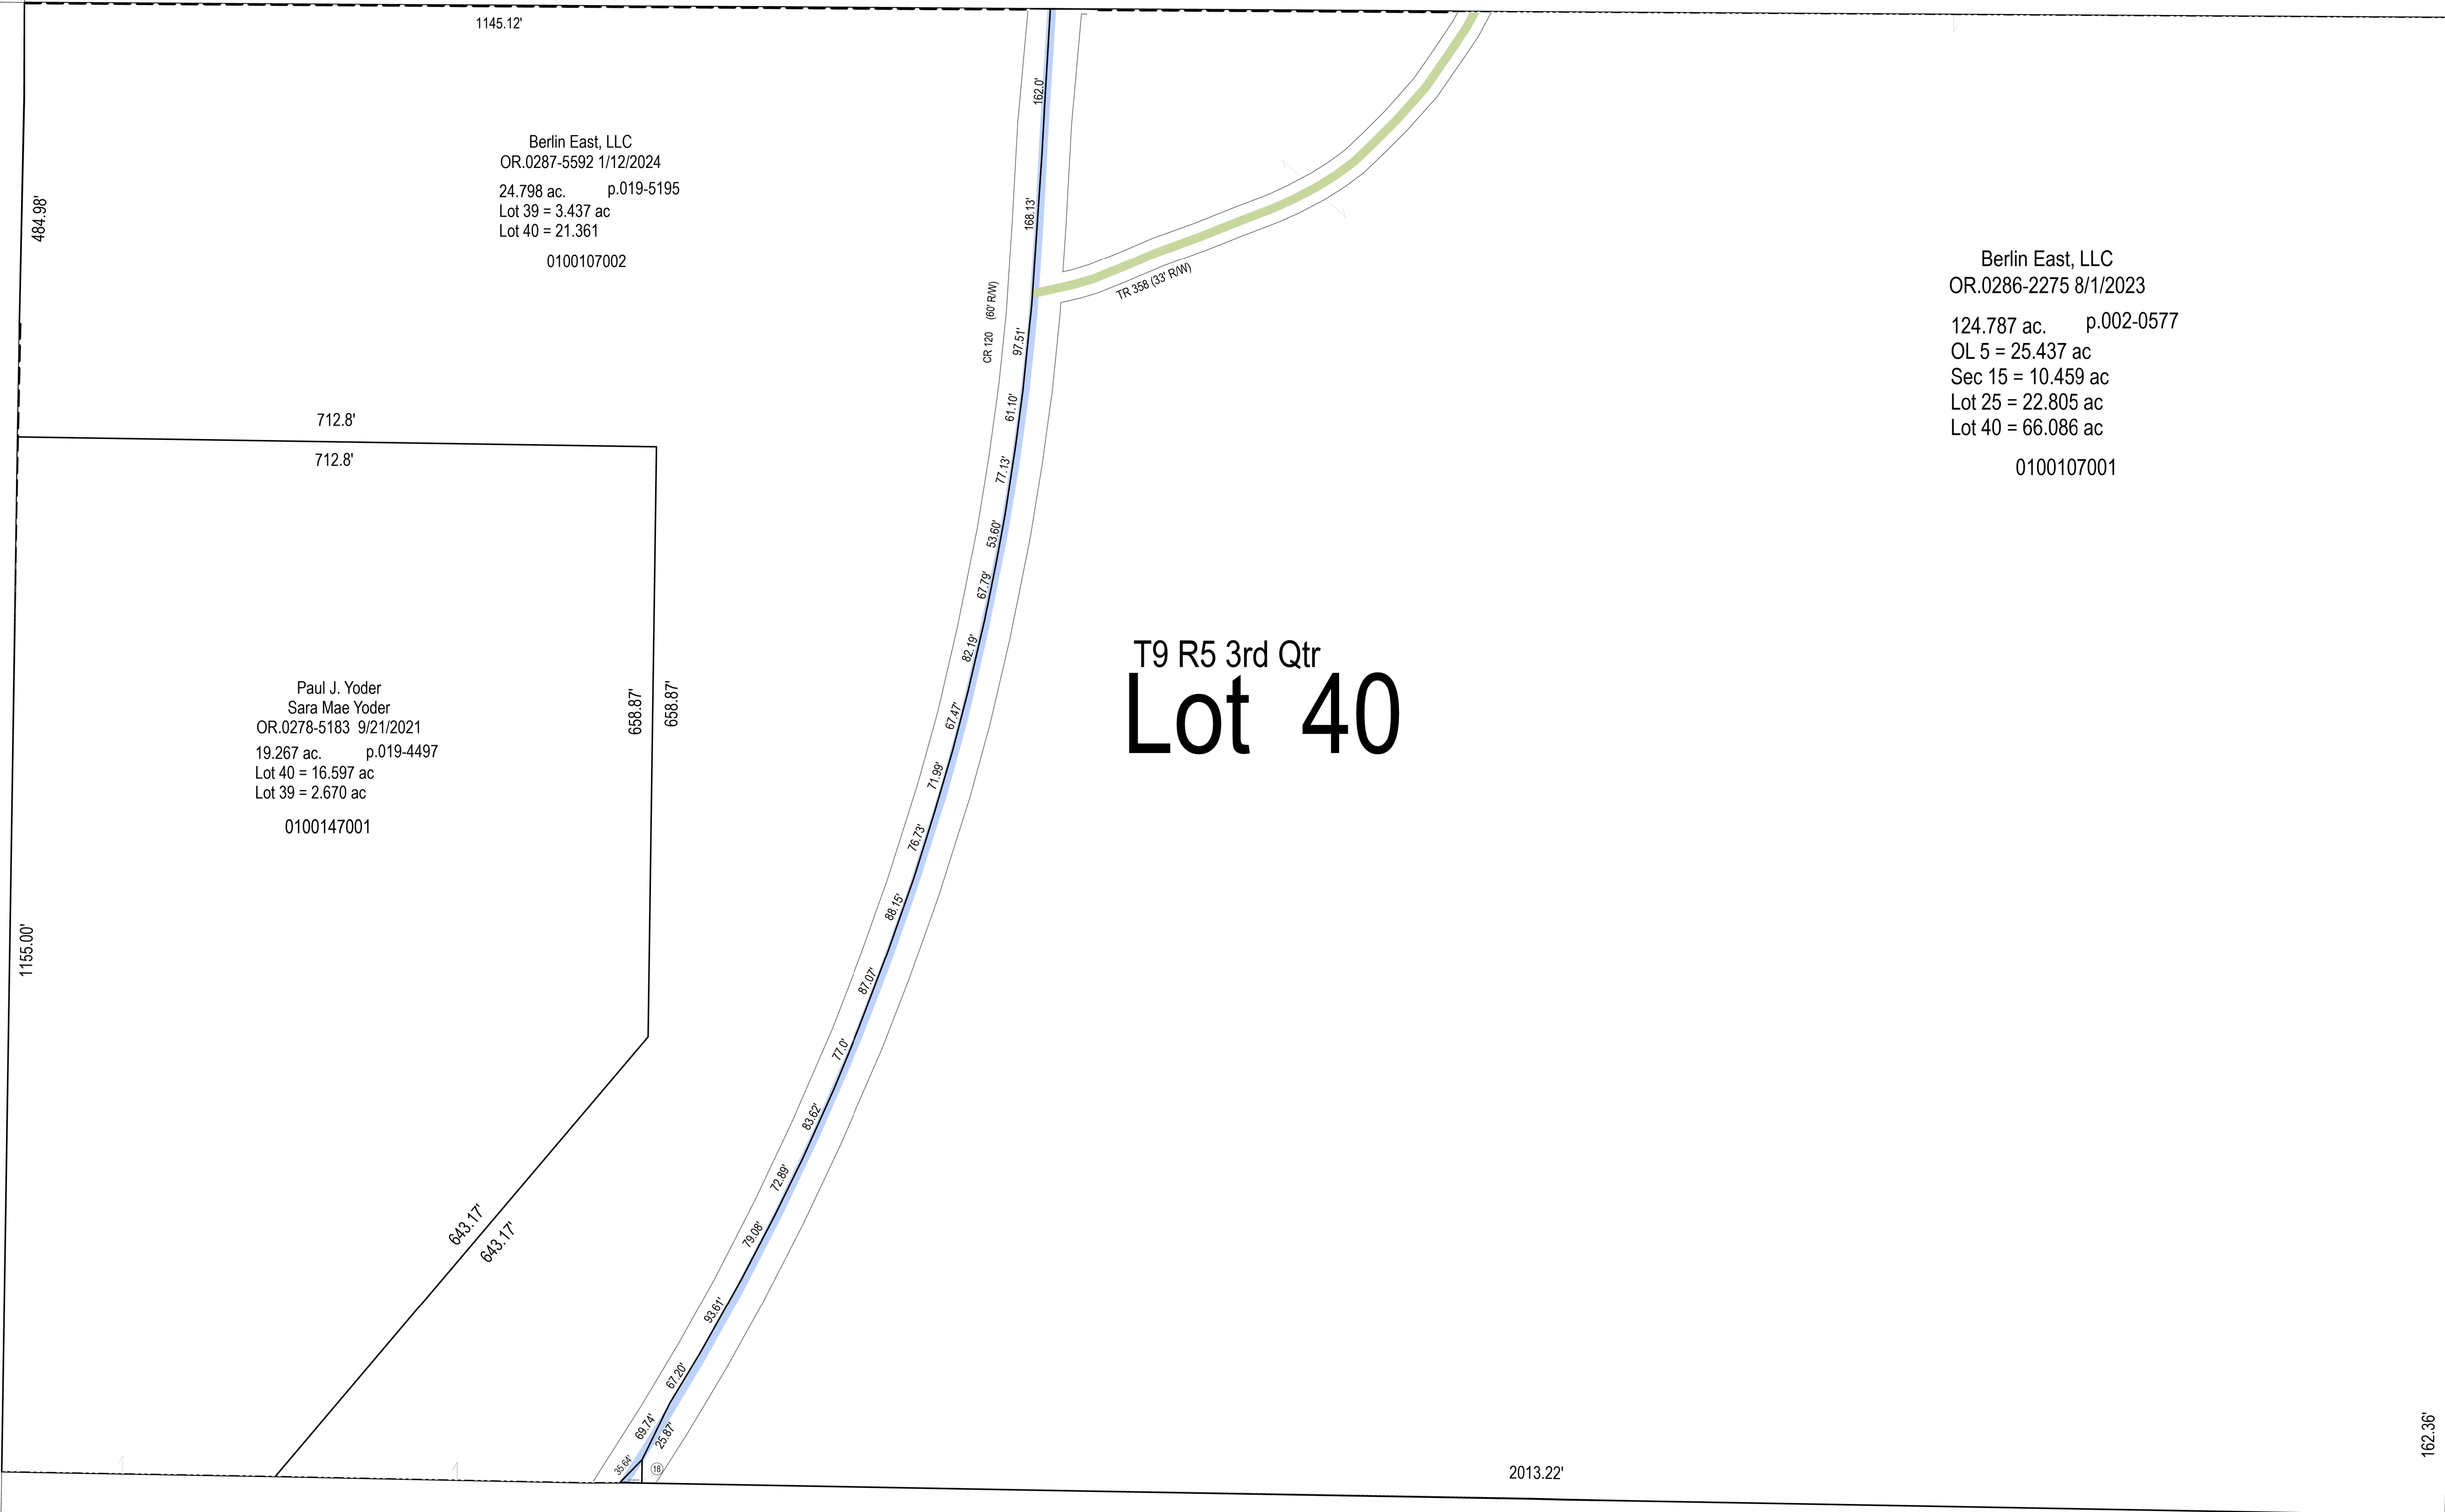 1145.12'
162.0'
Berlin East, LLC
OR.0287-5592 1/12/2024
24.798 ac. p.019-5195
Lot 39 = 3.437 ac
Lot 40 = 21.361
0100107002
484.98'
168.13'
TR 358 (33' R/W)
CR 120 (60' R/W)
Berlin East, LLC
OR.0286-2275 8/1/2023
124.787 ac. p.002-0577
OL 5 = 25.437 ac
Sec 15 = 10.459 ac
Lot 25 = 22.805 ac
Lot 40 = 66.086 ac
0100107001
97.51'
61.10'
712.8'
712.8'
77.13'
53.60'
67.79'
82.19'
T9 R5 3rd Qtr
Lot 40
Paul J. Yoder
Sara Mae Yoder
OR.0278-5183 9/21/2021
19.267 ac. p.019-4497
Lot 40 = 16.597 ac
Lot 39 = 2.670 ac
0100147001
658.87'
658.87'
67.47'
71.99'
76.73'
88.15'
1155.00'
87.07'
77.0'
83.62'
72.89'
643.17'
643.17'
79.08'
93.61'
67.20'
69.74'
25.87'
35.64'
18
2013.22'
162.36'